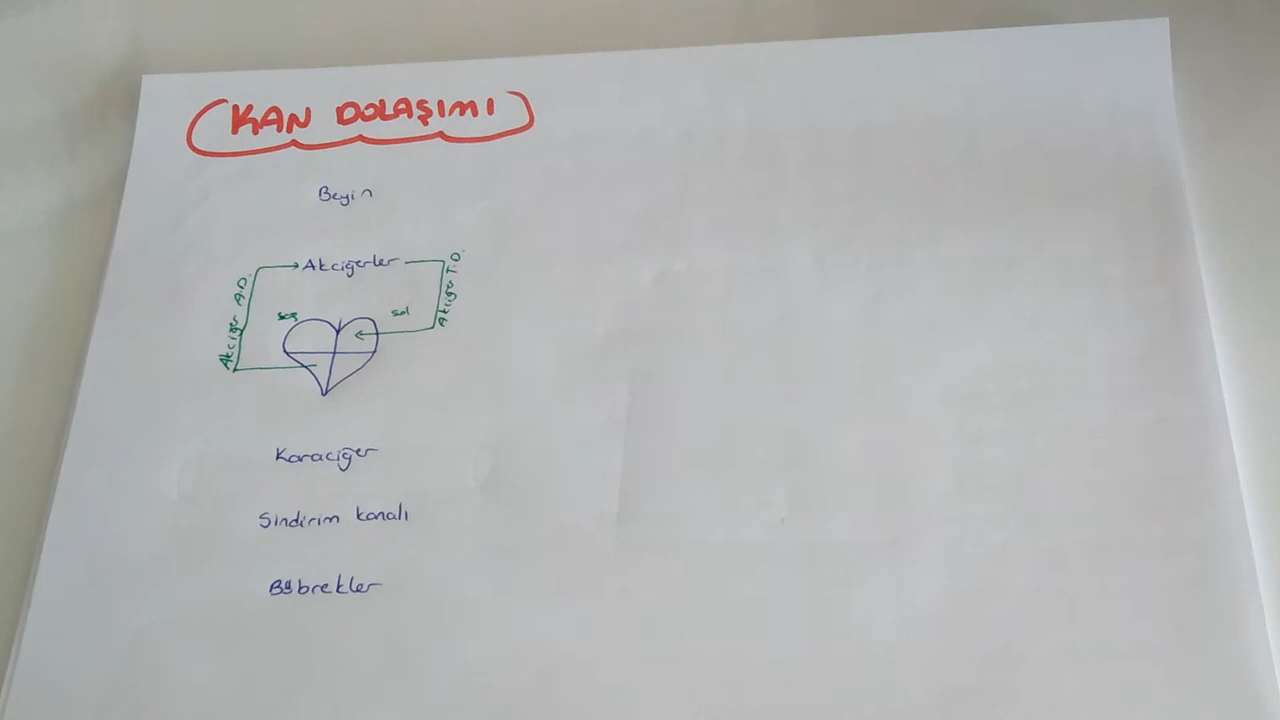 KAN DOLAŞIMI
Beyin
Akciğerler
Akciğer A.D.
Akciğer T.D.
sağ
sol
Karaciğer
Sindirim kanalı
Böbrekler